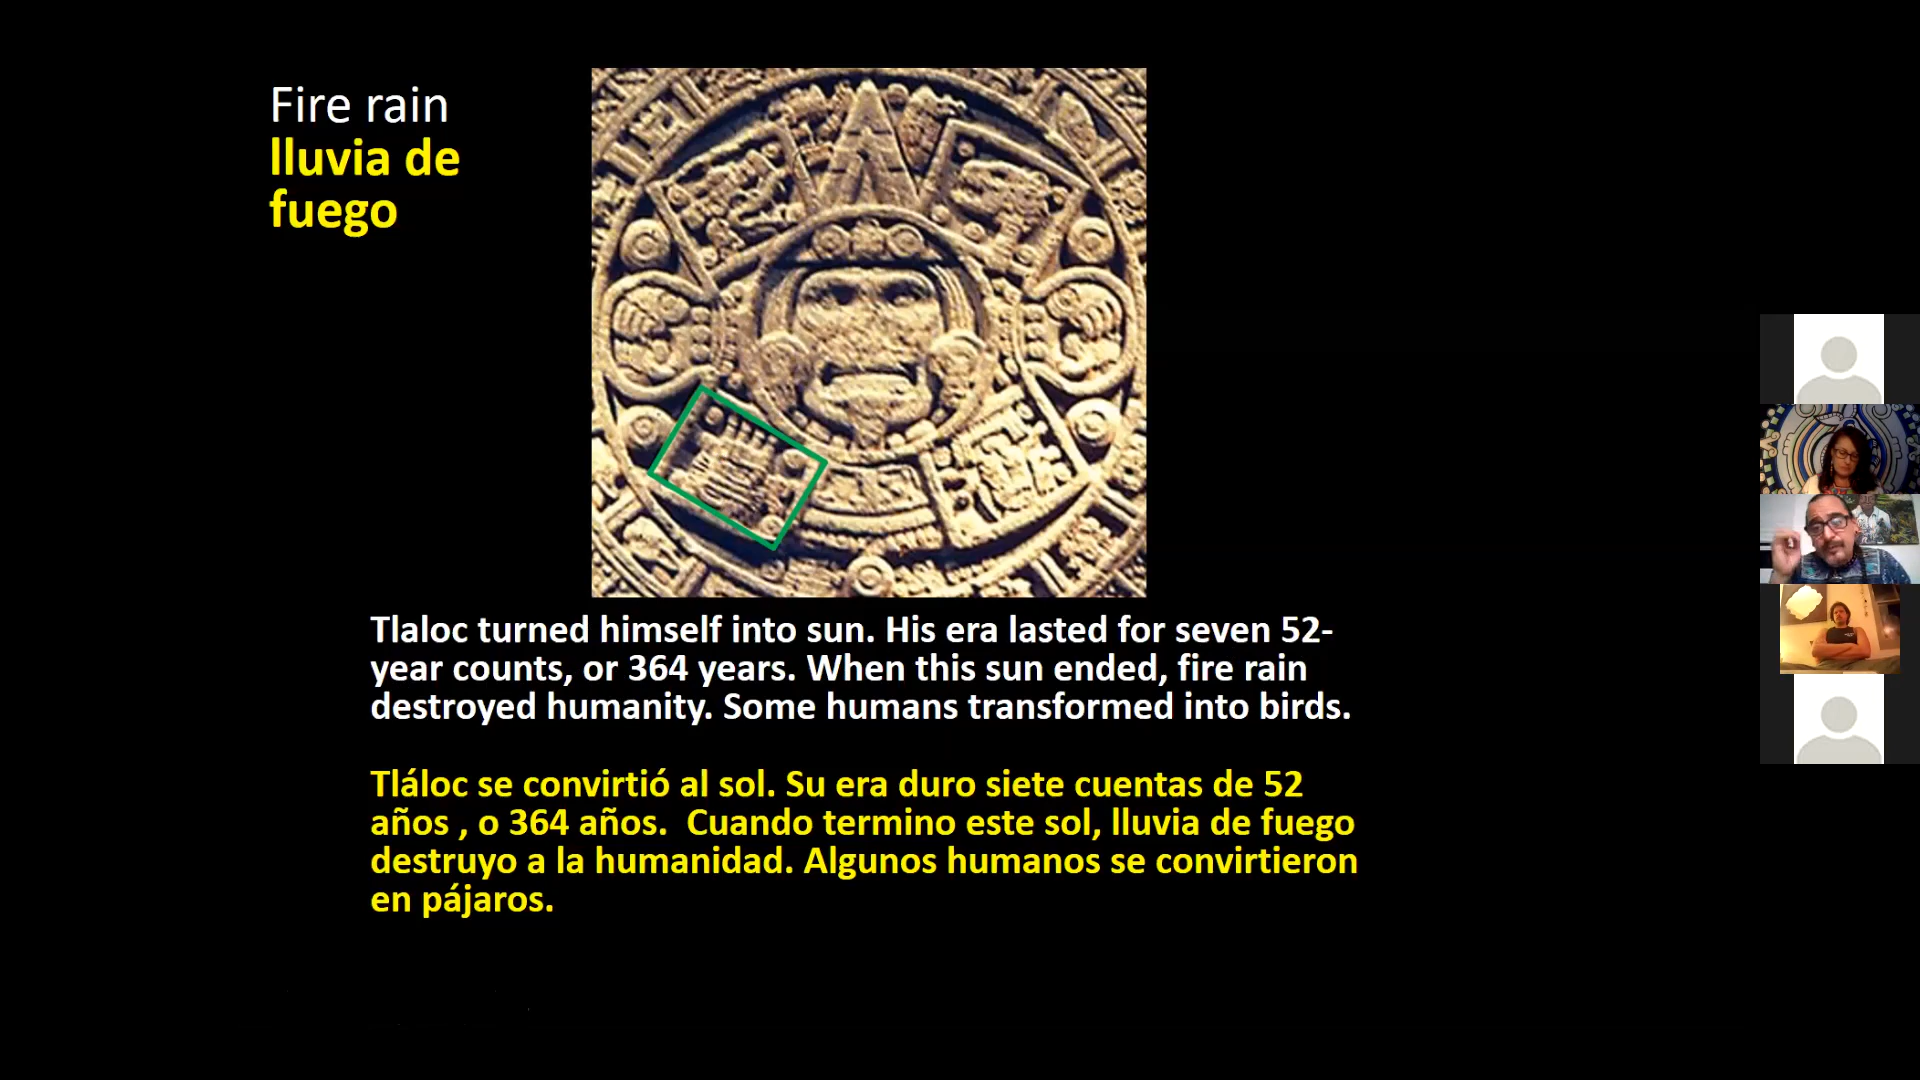 Fire rain
lluvia de
fuego
Tlaloc turned himself into sun. His era lasted for seven 52-
year counts, or 364 years. When this sun ended, fire rain
destroyed humanity. Some humans transformed into birds.
Tláloc se convirtió al sol. Su era duro siete cuentas de 52
años , o 364 años.  Cuando termino este sol, lluvia de fuego
destruyo a la humanidad. Algunos humanos se convirtieron
en pájaros.